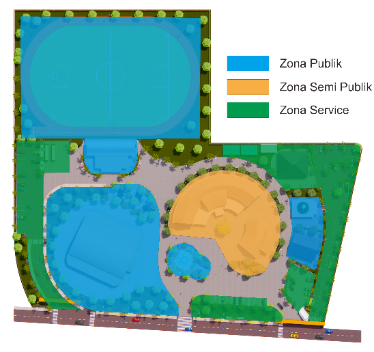 Zona Publik
Zona Semi Publik
Zona Service